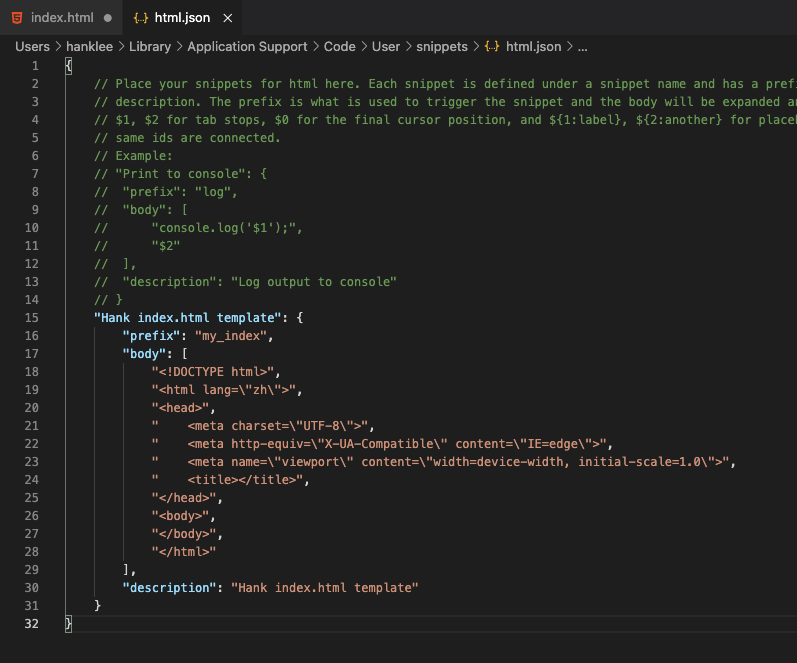 index.html
{..} html.json
Users > hanklee > Library > Application Support > Code > User > snippets > {..} html.json > ...
1 {
2 // Place your snippets for html here. Each snippet is defined under a snippet name and has a
3 // description. The prefix is what is used to trigger the snippet and the body will be expanded
4 // $1, $2 for tab stops, $0 for the final cursor position, and ${1:label}, ${2:another} for
5 // same ids are connected.
6 // Example:
7 // "Print to console": {
8 // "prefix": "log",
9 // "body": [
10 // "console.log('$1');",
11 // "$2"
12 // ],
13 // "description": "Log output to console"
14 // }
15 "Hank index.html template": {
16 "prefix": "my_index",
17 "body": [
18 "<!DOCTYPE html>",
19 "<html lang=\"zh\">",
20 "<head>",
21 "    <meta charset=\"UTF-8\">",
22 "    <meta http-equiv=\"X-UA-Compatible\" content=\"IE=edge\">",
23 "    <meta name=\"viewport\" content=\"width=device-width, initial-scale=1.0\">",
24 "    <title></title>",
25 "</head>",
26 "<body>",
27 "</body>",
28 "</html>"
29 ],
30 "description": "Hank index.html template"
31 }
32 }